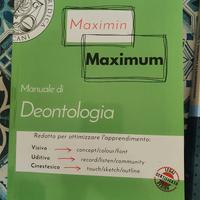 Maximin
Maximum
Manuale di
Deontologia
Redatto per ottimizzare l'apprendimento:
Visivo → concept/colour/font
Uditivo → record/listen/community
Cinestesico → touch/sketch/outline